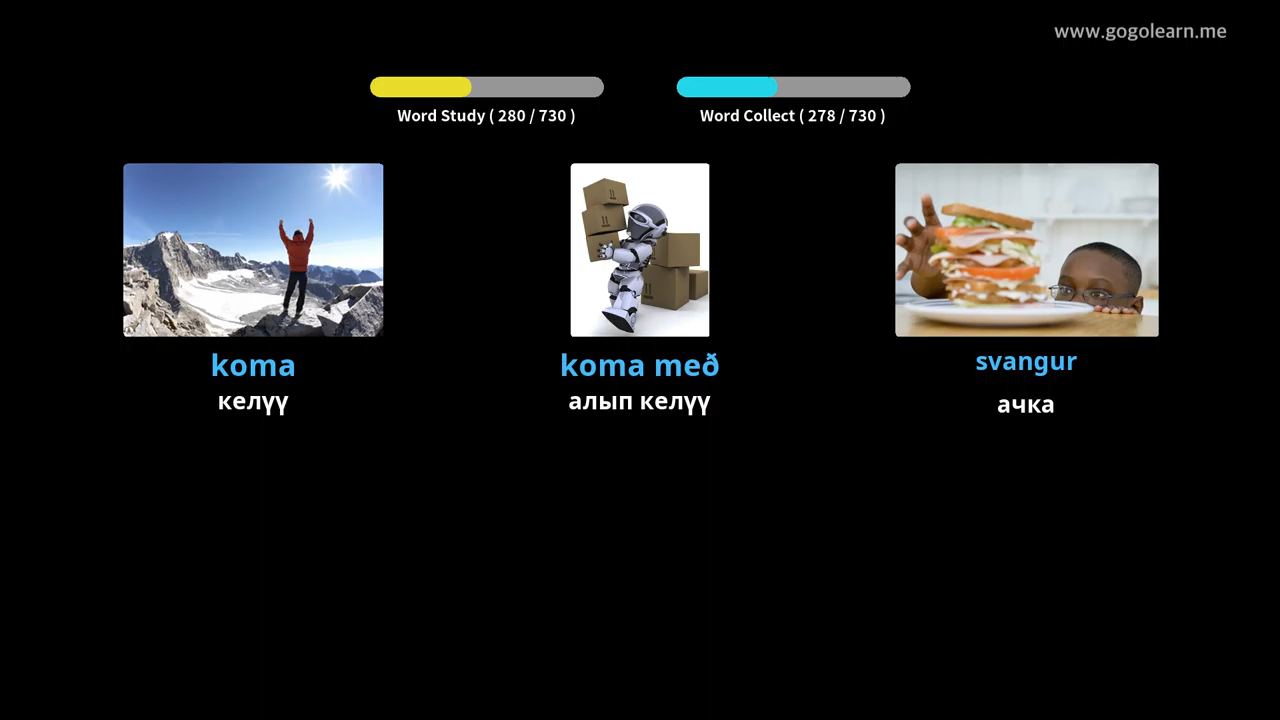 www.gogolearn.me
Word Study ( 280 / 730 )
Word Collect ( 278 / 730 )
koma
келүү
koma með
алып келүү
svangur
ачка